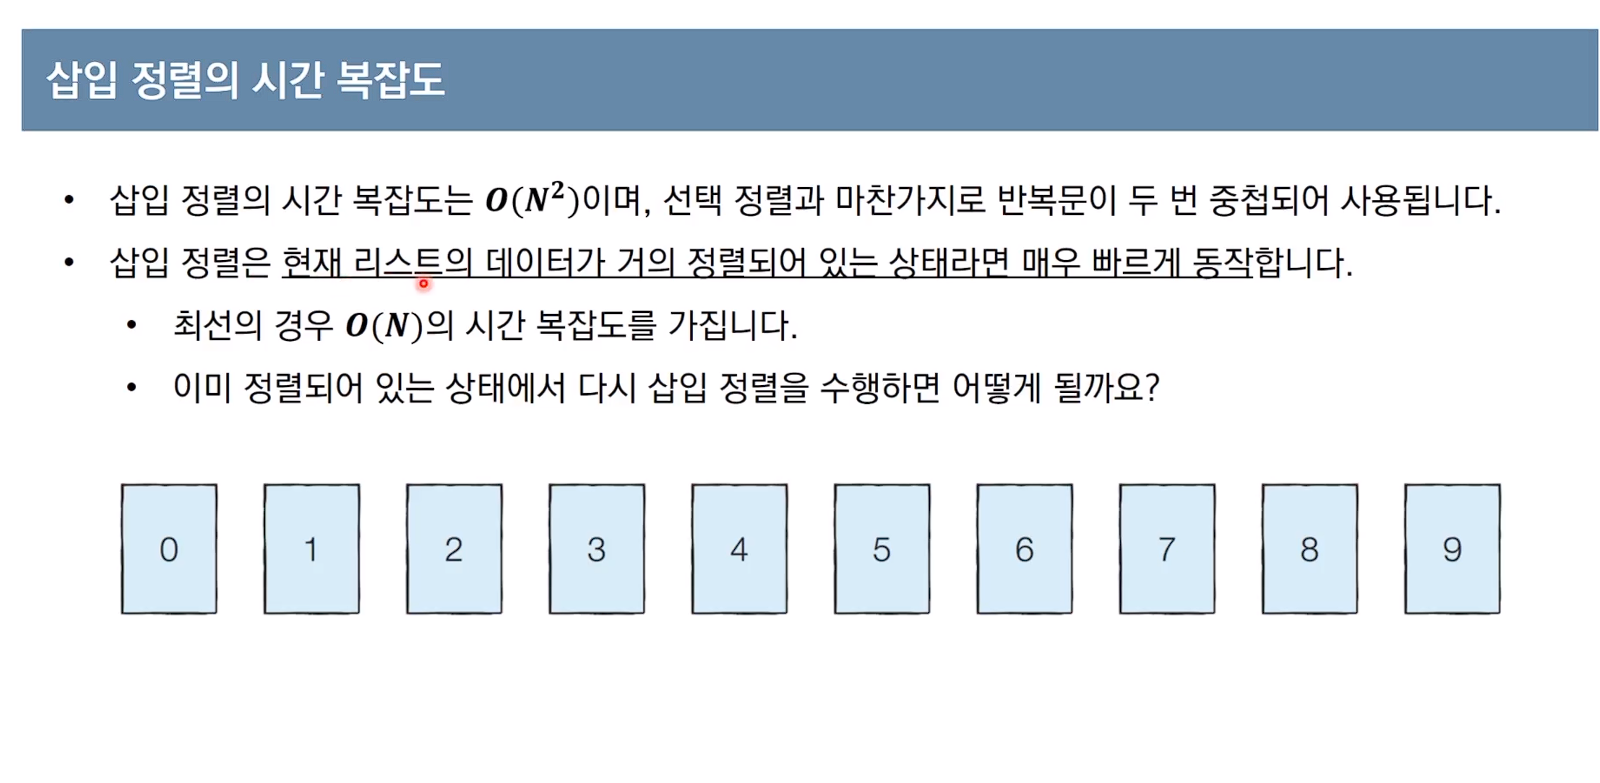 삽입 정렬의 시간 복잡도
• 삽입 정렬의 시간 복잡도는 O(N²)이며, 선택 정렬과 마찬가지로 반복문이 두 번 중첩되어 사용됩니다.
• 삽입 정렬은 현재 리스트의 데이터가 거의 정렬되어 있는 상태라면 매우 빠르게 동작합니다.
• 최선의 경우 O(N)의 시간 복잡도를 가집니다.
• 이미 정렬되어 있는 상태에서 다시 삽입 정렬을 수행하면 어떻게 될까요?
0 1 2 3 4 5 6 7 8 9